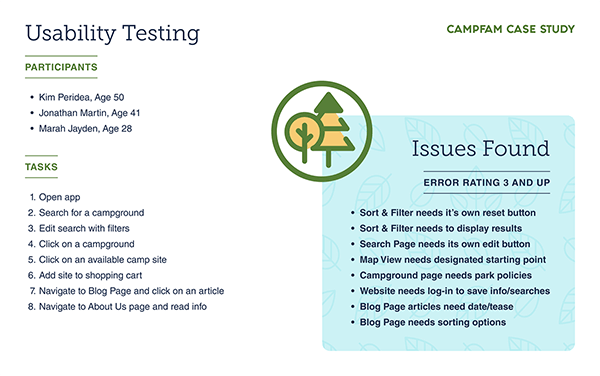 Usability Testing
CAMPFAM CASE STUDY
PARTICIPANTS
• Kim Peridea, Age 50
• Jonathan Martin, Age 41
• Marah Jayden, Age 28
TASKS
1. Open app
2. Search for a campground
3. Edit search with filters
4. Click on a campground
5. Click on an available camp site
6. Add site to shopping cart
7. Navigate to Blog Page and click on an article
8. Navigate to About Us page and read info
Issues Found
ERROR RATING 3 AND UP
• Sort & Filter needs it's own reset button
• Sort & Filter needs to display results
• Search Page needs its own edit button
• Map View needs designated starting point
• Campground page needs park policies
• Website needs log-in to save info/searches
• Blog Page articles need date/tease
• Blog Page needs sorting options